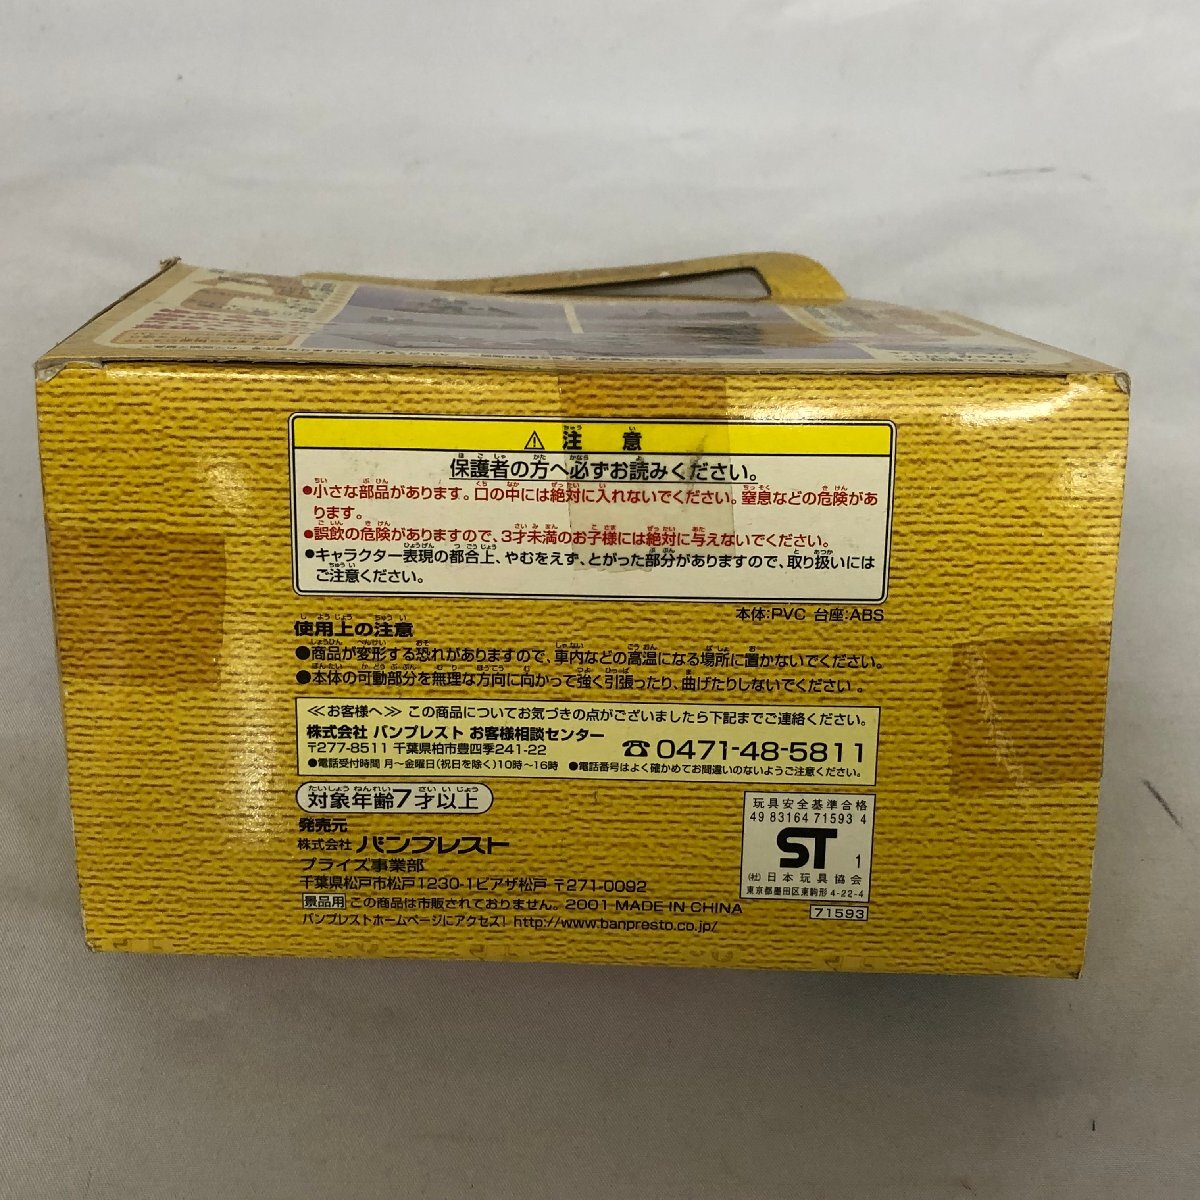 ⚠ 注意
保護者の方へ必ずお読みください。
●小さな部品があります。口の中には絶対に入れないでください。窒息などの危険があ
ります。
●誤飲の危険がありますので、3才未満のお子様には絶対に与えないでください。
●キャラクター表現の都合上、やむをえず、とがった部分がありますので、取り扱いには
ご注意ください。
本体:PVC 台座:ABS
使用上の注意
●商品が変形する恐れがありますので、車内などの高温になる場所に置かないでください。
●本体の可動部分を無理な方向に向かって強く引張ったり、曲げたりしないでください。
≪お客様へ≫ この商品についてお気づきの点がございましたら下記までご連絡ください。
株式会社 バンプレスト お客様相談センター
〒277-8511 千葉県柏市豊四季241-22
☎0471-48-5811
●電話受付時間 月〜金曜日(祝日を除く)10時〜16時 ●電話番号はよく確かめてお間違いのないようご注意ください。
対象年齢7才以上
発売元
株式会社 バンプレスト
プライズ事業部
千葉県松戸市松戸1230-1ピアザ松戸 〒271-0092
景品用 この商品は市販されておりません。2001 MADE IN CHINA
バンプレストホームページにアクセス! http://www.banpresto.co.jp/
玩具安全基準合格
49 83164 71593 4
ST 1
(社)日本玩具協会
東京都墨田区東駒形4-22-4
71593